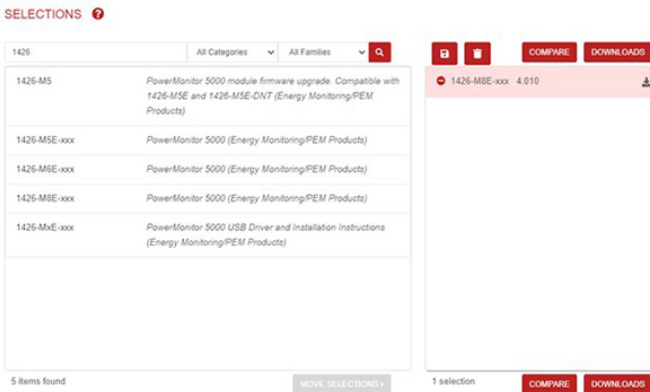 SELECTIONS ?
1426 All Categories All Families
COMPARE DOWNLOADS
1426-M5 PowerMonitor 5000 module firmware upgrade. Compatible with
1426-M5E and 1426-M5E-DNT (Energy Monitoring/PEM
Products)
1426-M5E-xxx PowerMonitor 5000 (Energy Monitoring/PEM Products)
1426-M6E-xxx PowerMonitor 5000 (Energy Monitoring/PEM Products)
1426-M8E-xxx PowerMonitor 5000 (Energy Monitoring/PEM Products)
1426-MxE-xxx PowerMonitor 5000 USB Driver and Installation Instructions
(Energy Monitoring/PEM Products)
5 items found
MOVE SELECTIONS
1426-M8E-xxx 4.010
1 selection
COMPARE DOWNLOADS